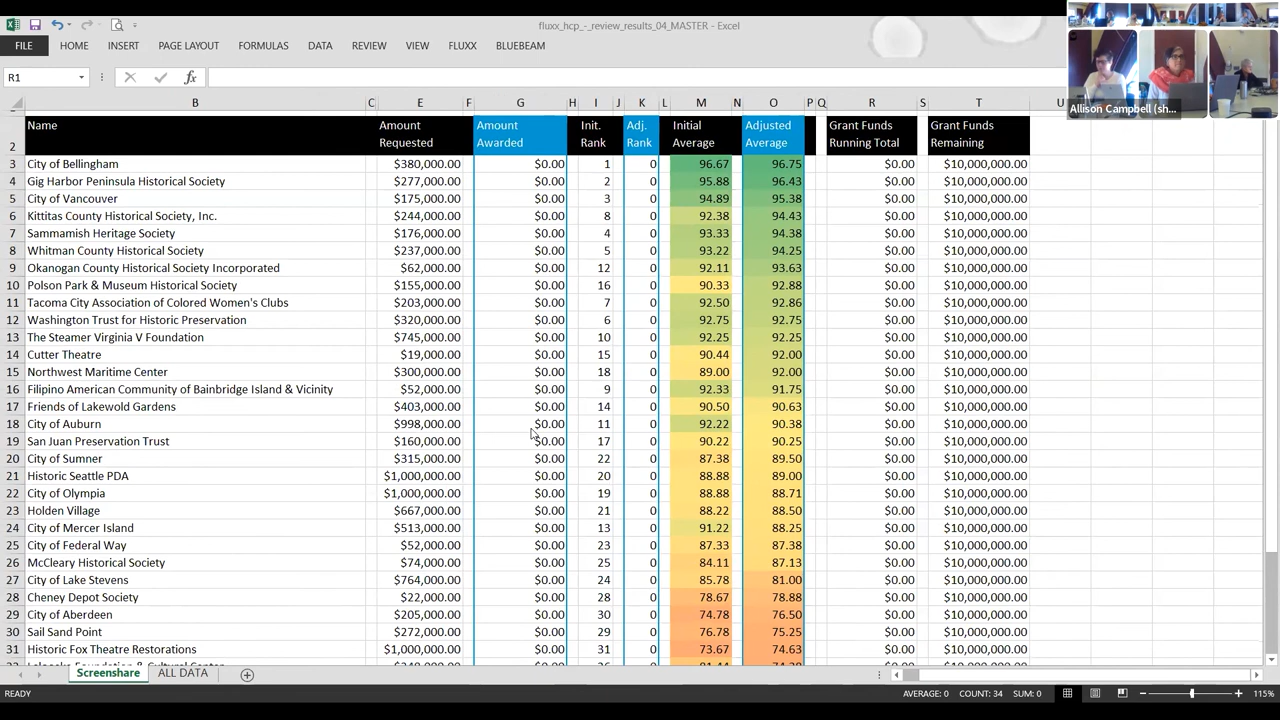 fluxx_hcp_-_review_results_04_MASTER - Excel
FILE HOME INSERT PAGE LAYOUT FORMULAS DATA REVIEW VIEW FLUXX BLUEBEAM
Allison Campbell (sh...
R1 fx
B C E F G H I J K L M N O P Q R S T U
Name Amount Requested Amount Awarded Init. Rank Adj. Rank Initial Average Adjusted Average Grant Funds Running Total Grant Funds Remaining
2
3 City of Bellingham $380,000.00 $0.00 1 0 96.67 96.75 $0.00 $10,000,000.00
4 Gig Harbor Peninsula Historical Society $277,000.00 $0.00 2 0 95.88 96.43 $0.00 $10,000,000.00
5 City of Vancouver $175,000.00 $0.00 3 0 94.89 95.38 $0.00 $10,000,000.00
6 Kittitas County Historical Society, Inc. $244,000.00 $0.00 8 0 92.38 94.43 $0.00 $10,000,000.00
7 Sammamish Heritage Society $176,000.00 $0.00 4 0 93.33 94.38 $0.00 $10,000,000.00
8 Whitman County Historical Society $237,000.00 $0.00 5 0 93.22 94.25 $0.00 $10,000,000.00
9 Okanogan County Historical Society Incorporated $62,000.00 $0.00 12 0 92.11 93.63 $0.00 $10,000,000.00
10 Polson Park & Museum Historical Society $155,000.00 $0.00 16 0 90.33 92.88 $0.00 $10,000,000.00
11 Tacoma City Association of Colored Women's Clubs $203,000.00 $0.00 7 0 92.50 92.86 $0.00 $10,000,000.00
12 Washington Trust for Historic Preservation $320,000.00 $0.00 6 0 92.75 92.75 $0.00 $10,000,000.00
13 The Steamer Virginia V Foundation $745,000.00 $0.00 10 0 92.25 92.25 $0.00 $10,000,000.00
14 Cutter Theatre $19,000.00 $0.00 15 0 90.44 92.00 $0.00 $10,000,000.00
15 Northwest Maritime Center $300,000.00 $0.00 18 0 89.00 92.00 $0.00 $10,000,000.00
16 Filipino American Community of Bainbridge Island & Vicinity $52,000.00 $0.00 9 0 92.33 91.75 $0.00 $10,000,000.00
17 Friends of Lakewold Gardens $403,000.00 $0.00 14 0 90.50 90.63 $0.00 $10,000,000.00
18 City of Auburn $998,000.00 $0.00 11 0 92.22 90.38 $0.00 $10,000,000.00
19 San Juan Preservation Trust $160,000.00 $0.00 17 0 90.22 90.25 $0.00 $10,000,000.00
20 City of Sumner $315,000.00 $0.00 22 0 87.38 89.50 $0.00 $10,000,000.00
21 Historic Seattle PDA $1,000,000.00 $0.00 20 0 88.88 89.00 $0.00 $10,000,000.00
22 City of Olympia $1,000,000.00 $0.00 19 0 88.88 88.71 $0.00 $10,000,000.00
23 Holden Village $667,000.00 $0.00 21 0 88.22 88.50 $0.00 $10,000,000.00
24 City of Mercer Island $513,000.00 $0.00 13 0 91.22 88.25 $0.00 $10,000,000.00
25 City of Federal Way $52,000.00 $0.00 23 0 87.33 87.38 $0.00 $10,000,000.00
26 McCleary Historical Society $74,000.00 $0.00 25 0 84.11 87.13 $0.00 $10,000,000.00
27 City of Lake Stevens $764,000.00 $0.00 24 0 85.78 81.00 $0.00 $10,000,000.00
28 Cheney Depot Society $22,000.00 $0.00 28 0 78.67 78.88 $0.00 $10,000,000.00
29 City of Aberdeen $205,000.00 $0.00 30 0 74.78 76.50 $0.00 $10,000,000.00
30 Sail Sand Point $272,000.00 $0.00 29 0 76.78 75.25 $0.00 $10,000,000.00
31 Historic Fox Theatre Restorations $1,000,000.00 $0.00 31 0 73.67 74.63 $0.00 $10,000,000.00
Screenshare ALL DATA
READY AVERAGE: 0 COUNT: 34 SUM: 0 115%